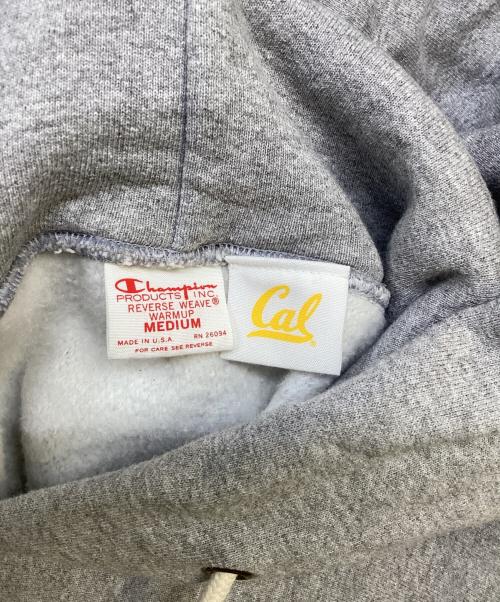 Champion
PRODUCTS INC
REVERSE WEAVE®
WARMUP
MEDIUM
MADE IN U.S.A. RN 26094
FOR CARE SEE REVERSE
Cal